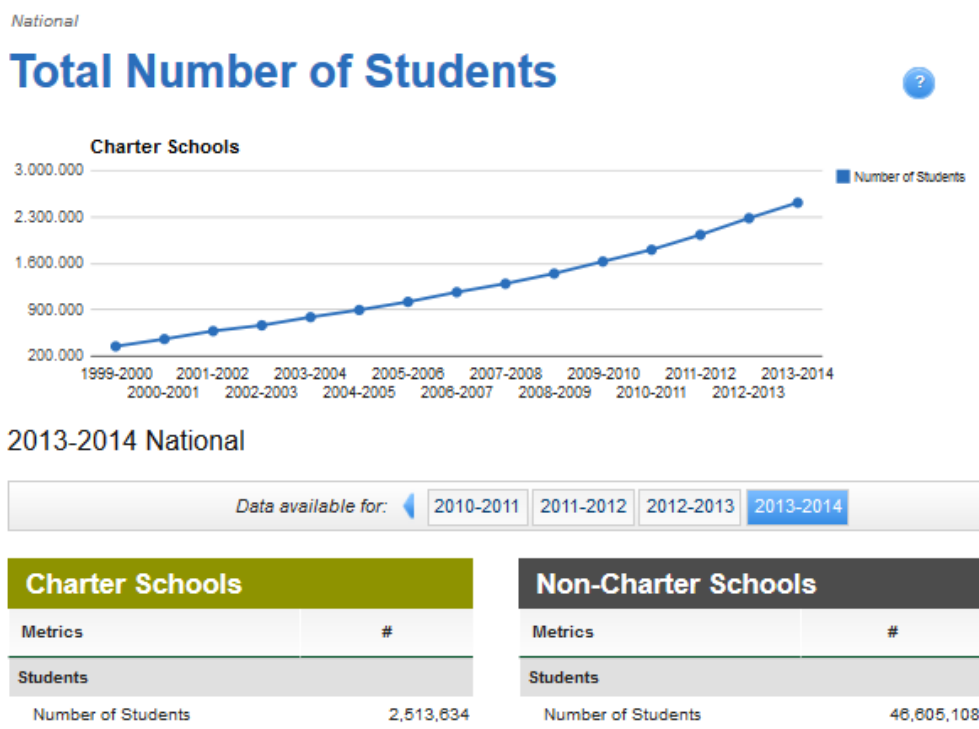 National
Total Number of Students
?
Charter Schools
3.000.000
Number of Students
2.300.000
1.600.000
900.000
200.000
1999-2000 2001-2002 2003-2004 2005-2006 2007-2008 2009-2010 2011-2012 2013-2014
2000-2001 2002-2003 2004-2005 2006-2007 2008-2009 2010-2011 2012-2013
2013-2014 National
Data available for: 2010-2011 2011-2012 2012-2013 2013-2014
Charter Schools Non-Charter Schools
Metrics # Metrics #
Students Students
Number of Students 2,513,634 Number of Students 46,605,108